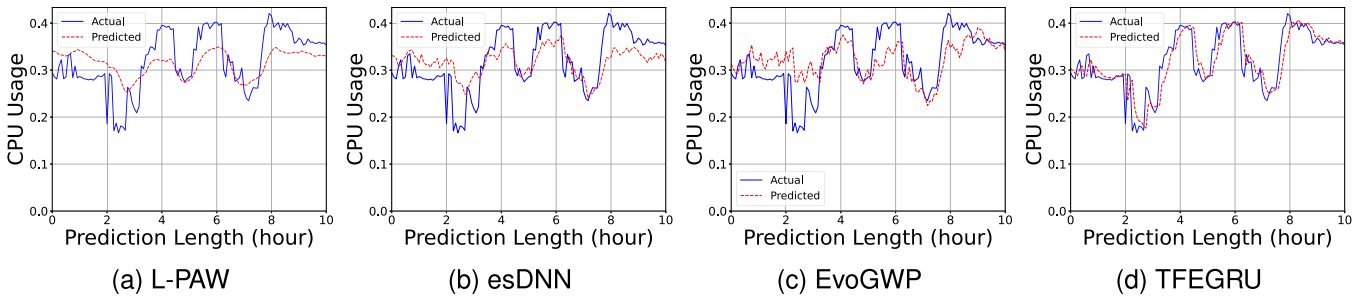 CPU Usage
0.4
0.3
0.2
0.1
0.0
Actual
Predicted
0 2 4 6 8 10
Prediction Length (hour)
(a) L-PAW
CPU Usage
0.4
0.3
0.2
0.1
0.0
Actual
Predicted
0 2 4 6 8 10
Prediction Length (hour)
(b) esDNN
CPU Usage
0.4
0.3
0.2
0.1
0.0
Actual
Predicted
0 2 4 6 8 10
Prediction Length (hour)
(c) EvoGWP
CPU Usage
0.4
0.3
0.2
0.1
0.0
Actual
Predicted
0 2 4 6 8 10
Prediction Length (hour)
(d) TFEGRU